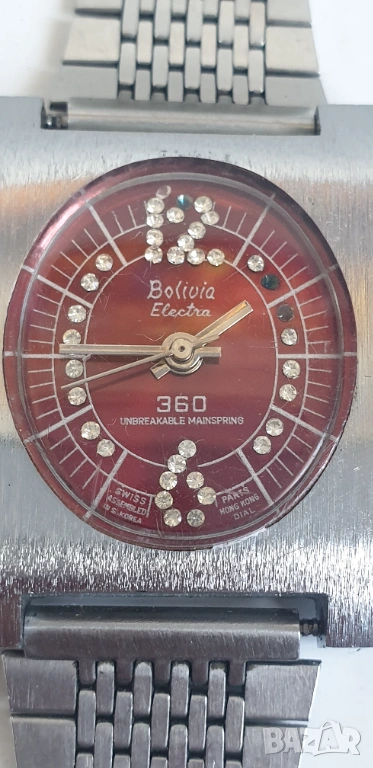 Bolivia
Electra
360
UNBREAKABLE MAINSPRING
SWISS
ASSEMBLED
IN S. KOREA
PARTS
HONG KONG
DIAL
BAZAR